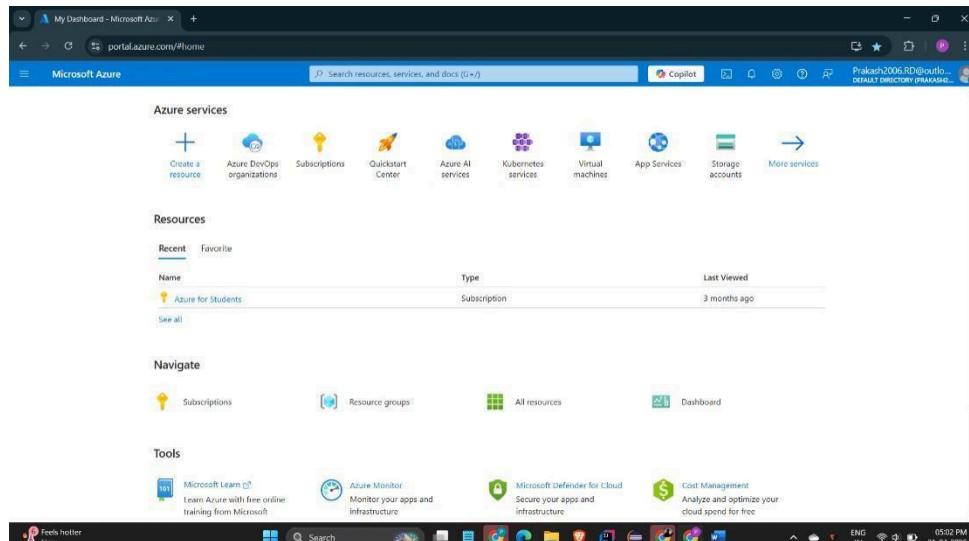 My Dashboard - Microsoft Azu
portal.azure.com/#home
Microsoft Azure
Search resources, services, and docs (G+/)
Copilot
Prakash2006.RD@outlo...
DEFAULT DIRECTORY (PRAKASH2...
Azure services
Create a resource
Azure DevOps organizations
Subscriptions
Quickstart Center
Azure AI services
Kubernetes services
Virtual machines
App Services
Storage accounts
More services
Resources
Recent Favorite
Name Type Last Viewed
Azure for Students Subscription 3 months ago
See all
Navigate
Subscriptions Resource groups All resources Dashboard
Tools
Microsoft Learn
Learn Azure with free online
training from Microsoft
Azure Monitor
Monitor your apps and
infrastructure
Microsoft Defender for Cloud
Secure your apps and
infrastructure
Cost Management
Analyze and optimize your
cloud spend for free
Feels hotter
Search
ENG
05:02 PM